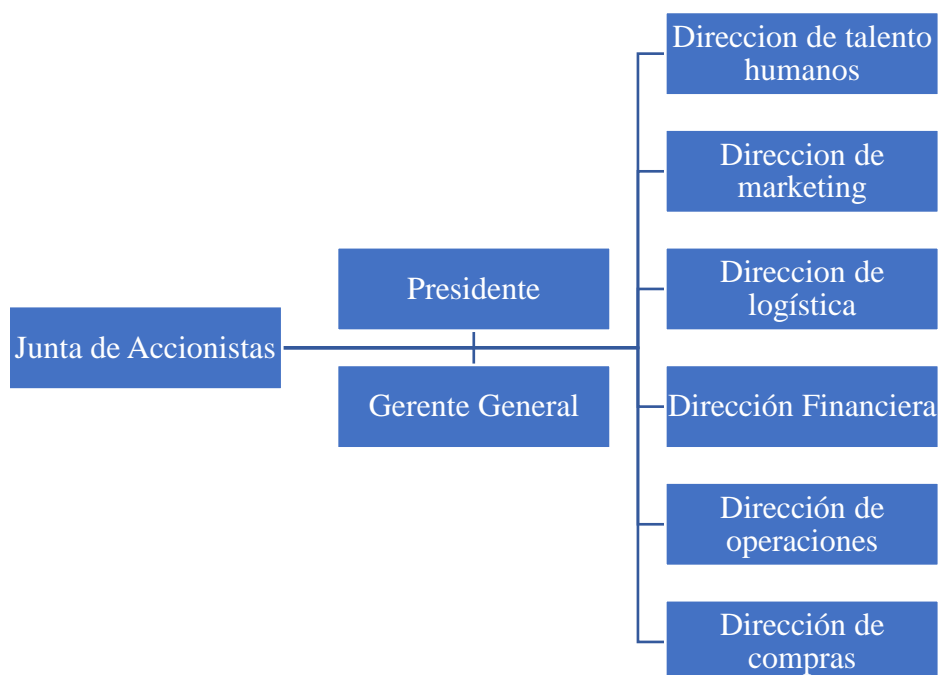 Junta de Accionistas
Presidente
Gerente General
Direccion de talento
humanos
Direccion de
marketing
Direccion de
logística
Dirección Financiera
Dirección de
operaciones
Dirección de
compras